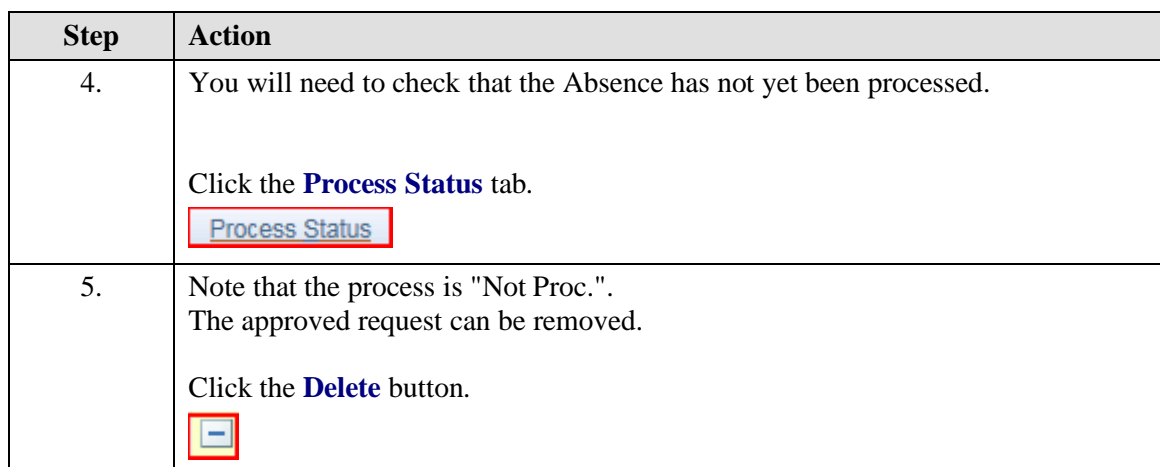 Step Action
4. You will need to check that the Absence has not yet been processed.
Click the Process Status tab.
Process Status
5. Note that the process is "Not Proc.".
The approved request can be removed.
Click the Delete button.